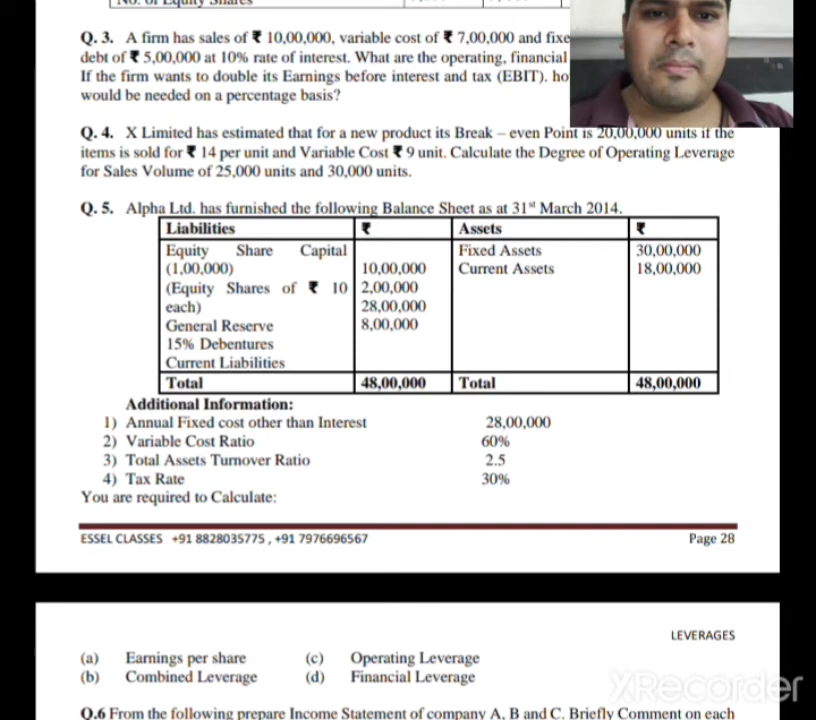 No. of Equity Shares
Q. 3. A firm has sales of ₹ 10,00,000, variable cost of ₹ 7,00,000 and fixe
debt of ₹ 5,00,000 at 10% rate of interest. What are the operating, financial
If the firm wants to double its Earnings before interest and tax (EBIT). ho
would be needed on a percentage basis?
Q. 4. X Limited has estimated that for a new product its Break – even Point is 20,00,000 units if the
items is sold for ₹ 14 per unit and Variable Cost ₹ 9 unit. Calculate the Degree of Operating Leverage
for Sales Volume of 25,000 units and 30,000 units.
Q. 5. Alpha Ltd. has furnished the following Balance Sheet as at 31st March 2014.
Liabilities ₹ Assets ₹
Equity Share Capital Fixed Assets 30,00,000
(1,00,000) 10,00,000 Current Assets 18,00,000
(Equity Shares of ₹ 10 2,00,000
each) 28,00,000
General Reserve 8,00,000
15% Debentures
Current Liabilities
Total 48,00,000 Total 48,00,000
Additional Information:
1) Annual Fixed cost other than Interest 28,00,000
2) Variable Cost Ratio 60%
3) Total Assets Turnover Ratio 2.5
4) Tax Rate 30%
You are required to Calculate:
ESSEL CLASSES +91 8828035775 , +91 7976696567 Page 28
LEVERAGES
(a) Earnings per share (c) Operating Leverage
(b) Combined Leverage (d) Financial Leverage
XRecorder
Q.6 From the following prepare Income Statement of company A, B and C. Briefly Comment on each